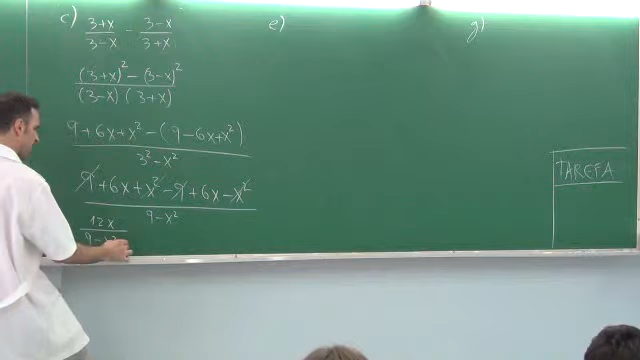 c) (3+x)/(3-x) - (3-x)/(3+x)
((3+x)² - (3-x)²)/((3-x)(3+x))
(9+6x+x² - (9-6x+x²))/(3²-x²)
(9+6x+x²-9+6x-x²)/(9-x²)
12x/(9-x²)
e)
g)
TAREFA